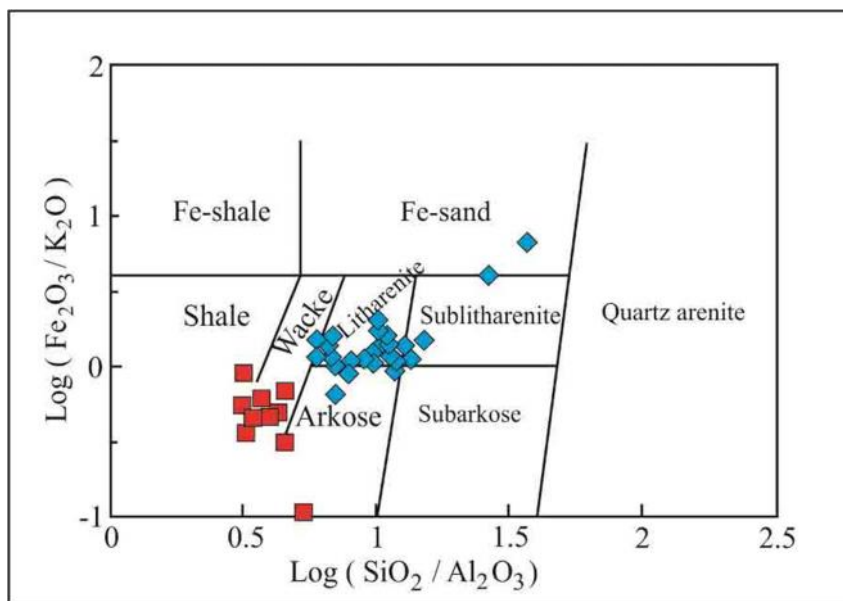 2
Fe-shale
Fe-sand
1
Log ( Fe₂O₃ / K₂O )
Shale
Wacke
Litharenite
Sublitharenite
Quartz arenite
0
Arkose
Subarkose
-1
0
0.5
1
1.5
2
2.5
Log ( SiO₂ / Al₂O₃ )